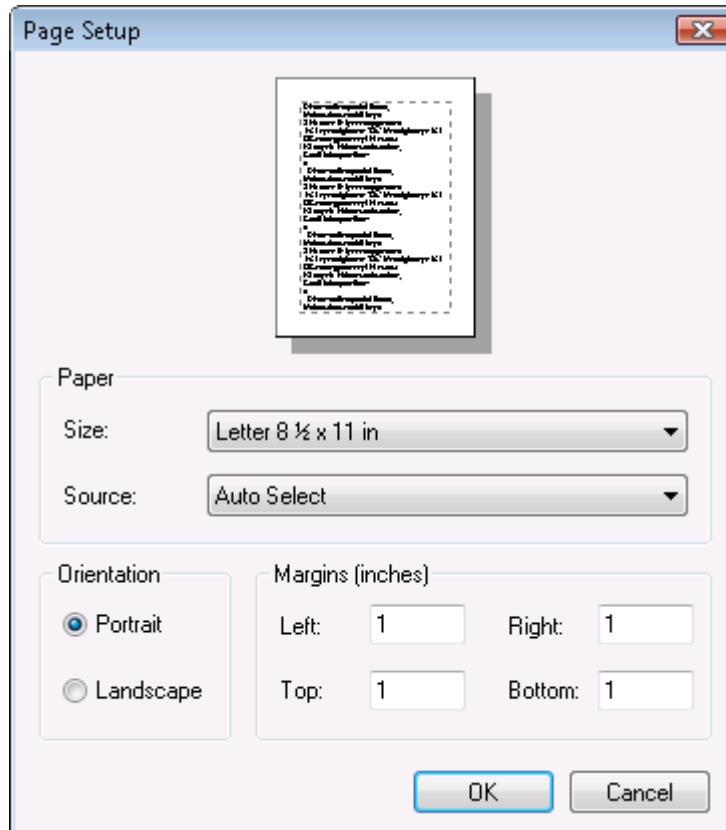 Page Setup
Paper
Size: Letter 8 ½ x 11 in
Source: Auto Select
Orientation Margins (inches)
Portrait Left: 1 Right: 1
Landscape Top: 1 Bottom: 1
OK Cancel